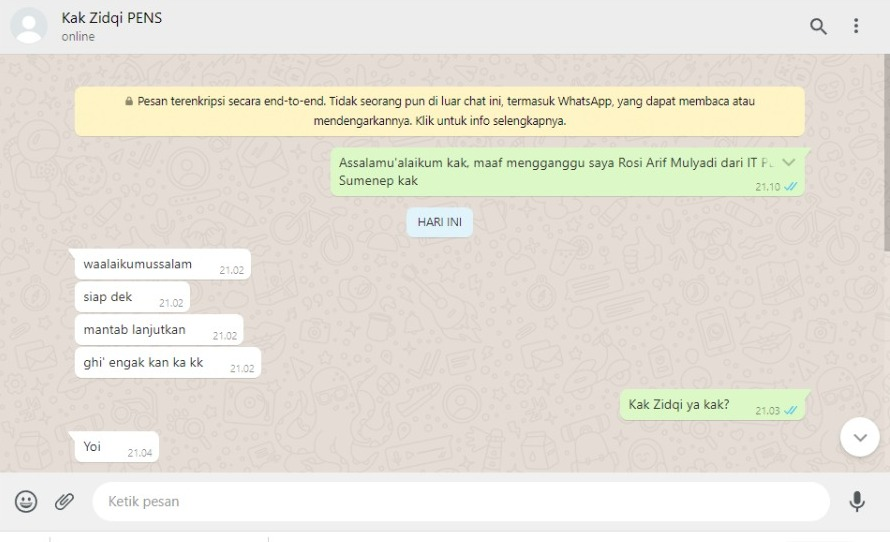 Kak Zidqi PENS
online
Pesan terenkripsi secara end-to-end. Tidak seorang pun di luar chat ini, termasuk WhatsApp, yang dapat membaca atau
mendengarkannya. Klik untuk info selengkapnya.
Assalamu'alaikum kak, maaf mengganggu saya Rosi Arif Mulyadi dari IT
Sumenep kak
21.10
HARI INI
waalaikumussalam
21.02
siap dek
21.02
mantab lanjutkan
21.02
ghi' engak kan ka kk
21.02
Kak Zidqi ya kak?
21.03
Yoi
21.04
Ketik pesan